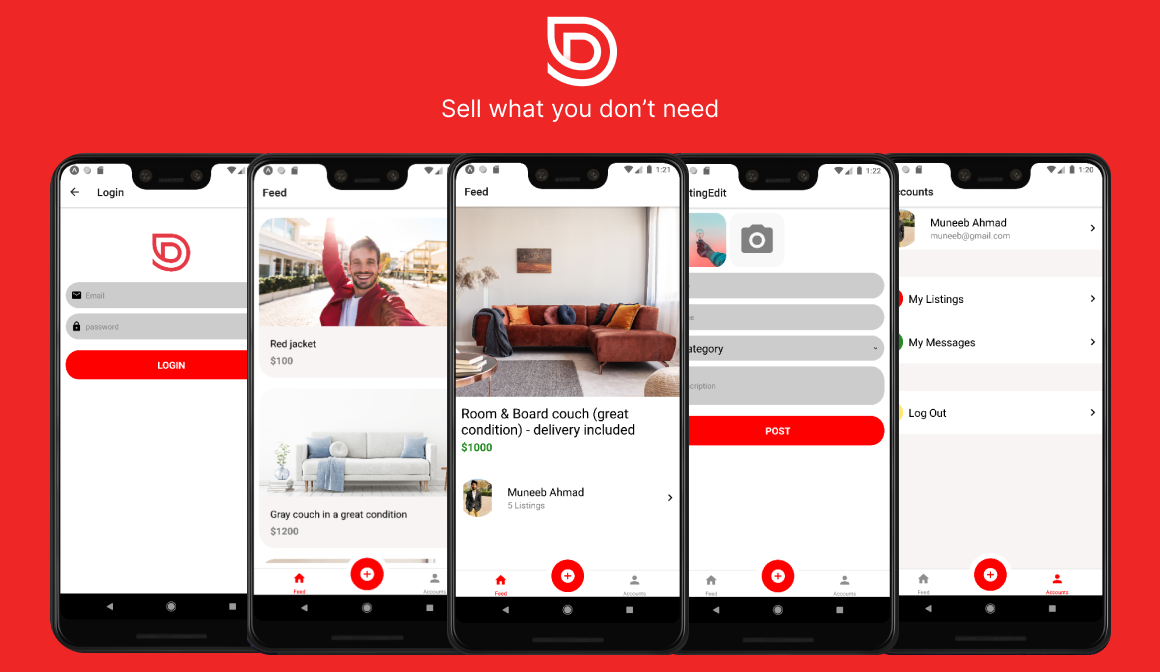 Sell what you don't need
Login
Email
password
LOGIN
Feed
Red jacket
$100
Gray couch in a great condition
$1200
Feed
Accounts
1:21
Feed
Room & Board couch (great
condition) - delivery included
$1000
Muneeb Ahmad
5 Listings
Feed
Accounts
1:22
tingEdit
ategory
cription
POST
Feed
Accounts
1:20
ccounts
Muneeb Ahmad
muneeb@gmail.com
My Listings
My Messages
Log Out
Feed
Accounts